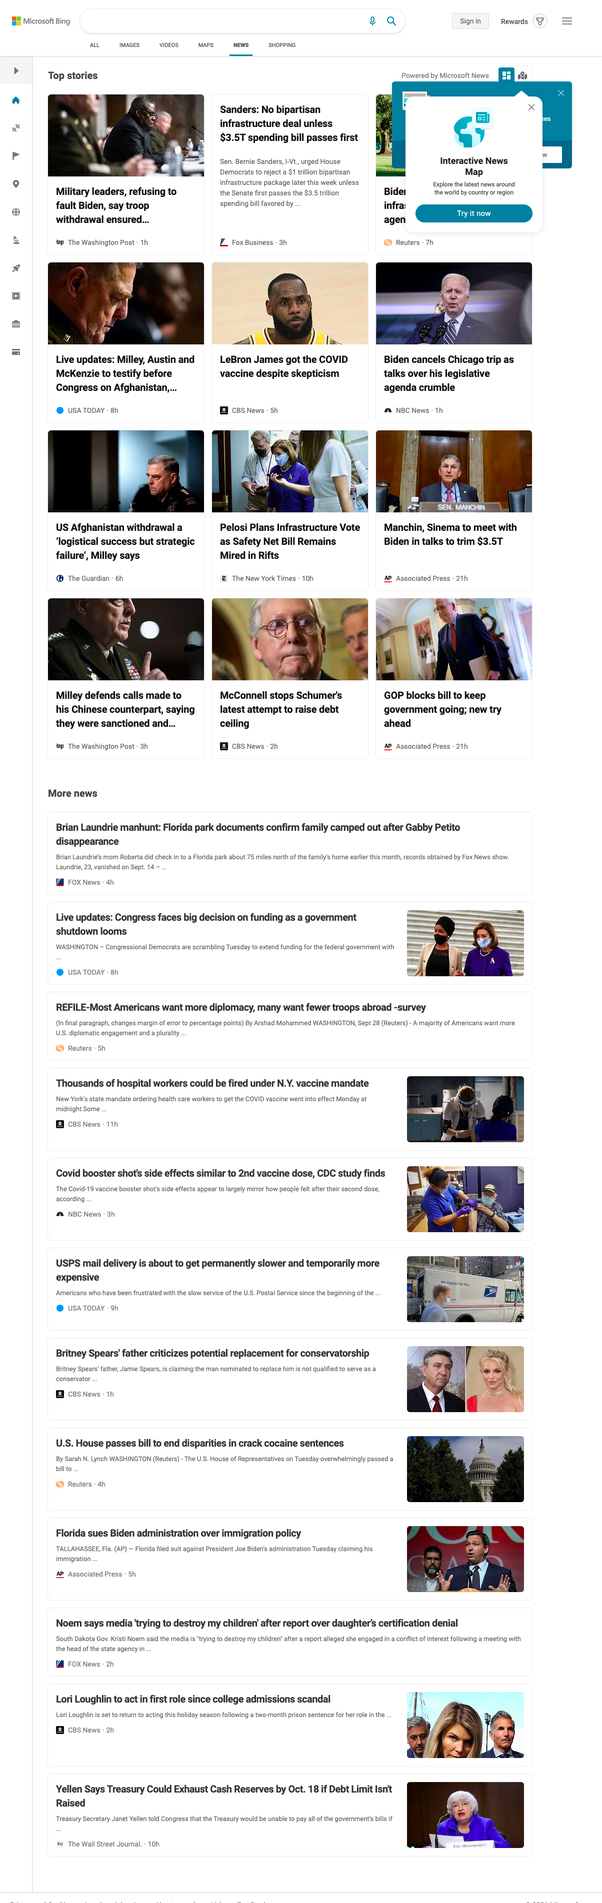 Microsoft Bing
Sign in
Rewards
ALL
IMAGES
VIDEOS
MAPS
NEWS
SHOPPING
Top stories
Powered by Microsoft News
Interactive News
Map
Explore the latest news around
the world by country or region
Try it now
Military leaders, refusing to
fault Biden, say troop
withdrawal ensured...
The Washington Post · 1h
Sanders: No bipartisan
infrastructure deal unless
$3.5T spending bill passes first
Sen. Bernie Sanders, I-Vt., urged House
Democrats to reject a $1 trillion bipartisan
infrastructure package later this week unless
the Senate first passes the $3.5 trillion
spending bill favored by ...
Fox Business · 3h
Biden
infras
agen
Reuters · 7h
Live updates: Milley, Austin and
McKenzie to testify before
Congress on Afghanistan,...
USA TODAY · 8h
LeBron James got the COVID
vaccine despite skepticism
CBS News · 5h
Biden cancels Chicago trip as
talks over his legislative
agenda crumble
NBC News · 1h
US Afghanistan withdrawal a
‘logistical success but strategic
failure’, Milley says
The Guardian · 6h
Pelosi Plans Infrastructure Vote
as Safety Net Bill Remains
Mired in Rifts
The New York Times · 10h
SEN. MANCHIN
Manchin, Sinema to meet with
Biden in talks to trim $3.5T
AP Associated Press · 21h
Milley defends calls made to
his Chinese counterpart, saying
they were sanctioned and...
wp The Washington Post · 3h
McConnell stops Schumer's
latest attempt to raise debt
ceiling
CBS News · 2h
GOP blocks bill to keep
government going; new try
ahead
AP Associated Press · 21h
More news
Brian Laundrie manhunt: Florida park documents confirm family camped out after Gabby Petito
disappearance
Brian Laundrie's mom Roberta did check in to a Florida park about 75 miles north of the family's home earlier this month, records obtained by Fox News show.
Laundrie, 23, vanished on Sept. 14 – ...
FOX News · 4h
Live updates: Congress faces big decision on funding as a government
shutdown looms
WASHINGTON – Congressional Democrats are scrambling Tuesday to extend funding for the federal government with
...
USA TODAY · 8h
REFILE-Most Americans want more diplomacy, many want fewer troops abroad -survey
(In final paragraph, changes margin of error to percentage points) By Arshad Mohammed WASHINGTON, Sept 28 (Reuters) - A majority of Americans want more
U.S. diplomatic engagement and a plurality ...
Reuters · 5h
Thousands of hospital workers could be fired under N.Y. vaccine mandate
New York's state mandate ordering health care workers to get the COVID vaccine went into effect Monday at
midnight.Some ...
CBS News · 11h
Covid booster shot's side effects similar to 2nd vaccine dose, CDC study finds
The Covid-19 vaccine booster shot's side effects appear to largely mirror how people felt after their second dose,
according ...
NBC News · 3h
USPS mail delivery is about to get permanently slower and temporarily more
expensive
Americans who have been frustrated with the slow service of the U.S. Postal Service since the beginning of the ...
USA TODAY · 9h
Britney Spears' father criticizes potential replacement for conservatorship
Britney Spears' father, Jamie Spears, is claiming the man nominated to replace him is not qualified to serve as a
conservator ...
CBS News · 1h
U.S. House passes bill to end disparities in crack cocaine sentences
By Sarah N. Lynch WASHINGTON (Reuters) - The U.S. House of Representatives on Tuesday overwhelmingly passed a
bill to ...
Reuters · 4h
Florida sues Biden administration over immigration policy
TALLAHASSEE, Fla. (AP) — Florida filed suit against President Joe Biden's administration Tuesday claiming his
immigration ...
AP Associated Press · 5h
Noem says media 'trying to destroy my children' after report over daughter's certification denial
South Dakota Gov. Kristi Noem said the media is "trying to destroy my children" after a report alleged she engaged in a conflict of interest following a meeting with
the head of the state agency in ...
FOX News · 2h
Lori Loughlin to act in first role since college admissions scandal
Lori Loughlin is set to return to acting this holiday season following a two-month prison sentence for her role in the ...
CBS News · 2h
Yellen Says Treasury Could Exhaust Cash Reserves by Oct. 18 if Debt Limit Isn't
Raised
Treasury Secretary Janet Yellen told Congress that the Treasury would be unable to pay all of the government's bills if
...
The Wall Street Journal. · 10h